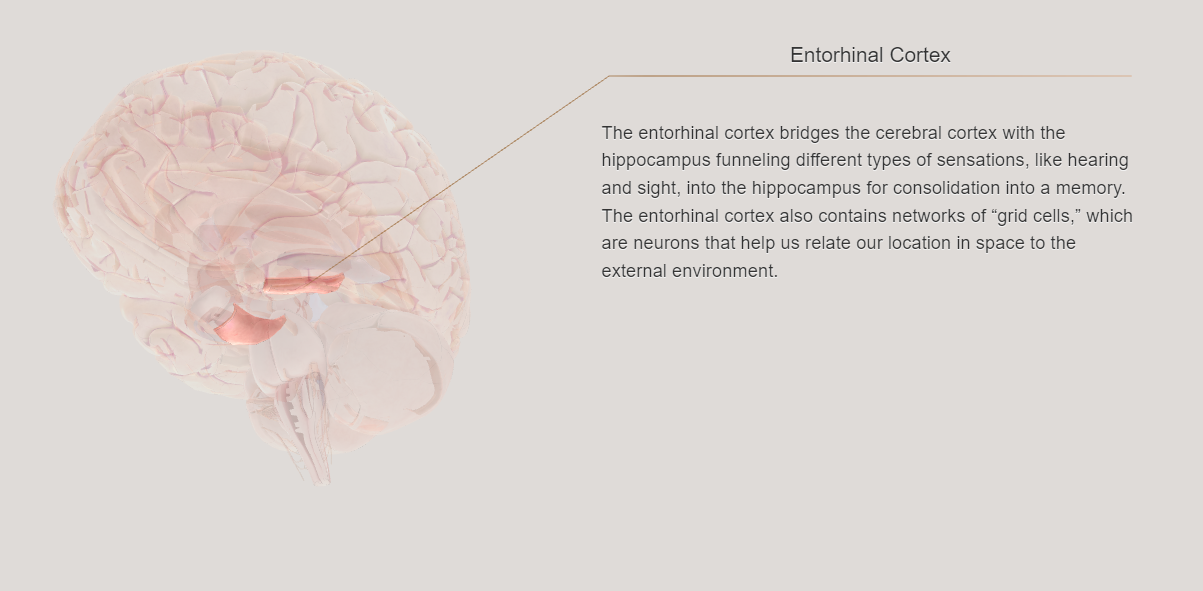 Entorhinal Cortex
The entorhinal cortex bridges the cerebral cortex with the
hippocampus funneling different types of sensations, like hearing
and sight, into the hippocampus for consolidation into a memory.
The entorhinal cortex also contains networks of “grid cells,” which
are neurons that help us relate our location in space to the
external environment.